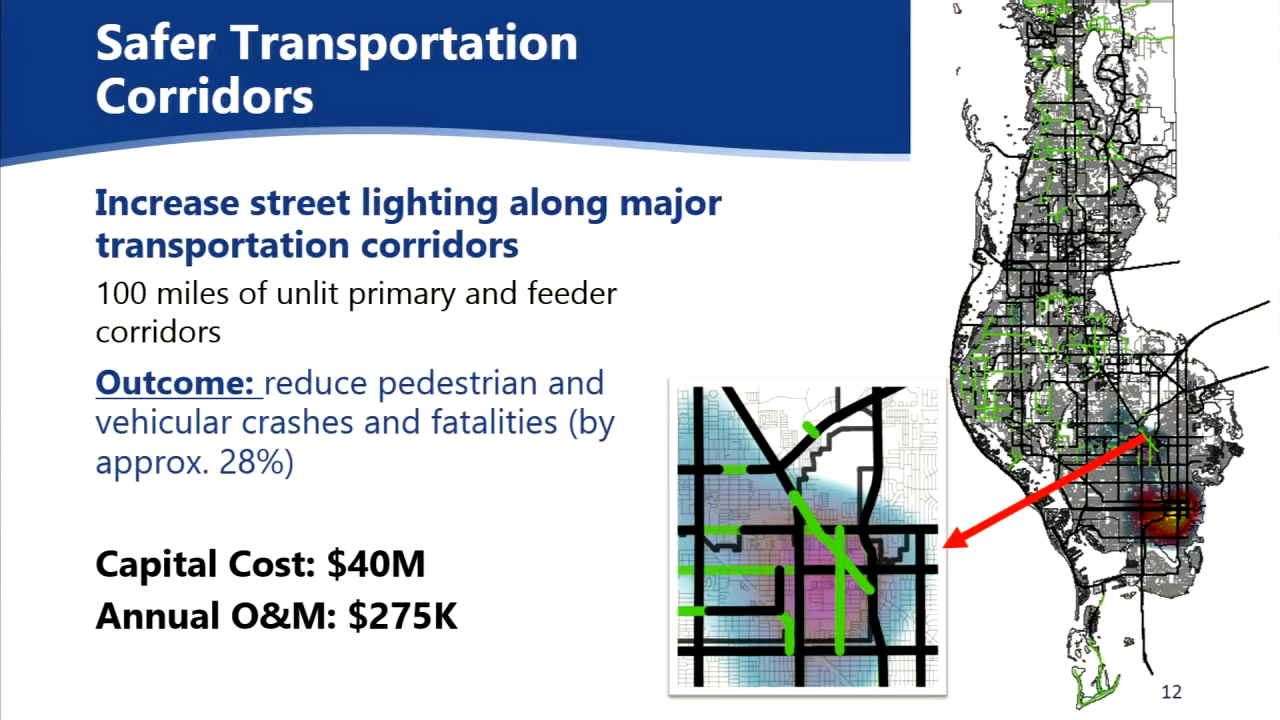 Safer Transportation
Corridors
Increase street lighting along major
transportation corridors
100 miles of unlit primary and feeder
corridors
Outcome: reduce pedestrian and
vehicular crashes and fatalities (by
approx. 28%)
Capital Cost: $40M
Annual O&M: $275K
12